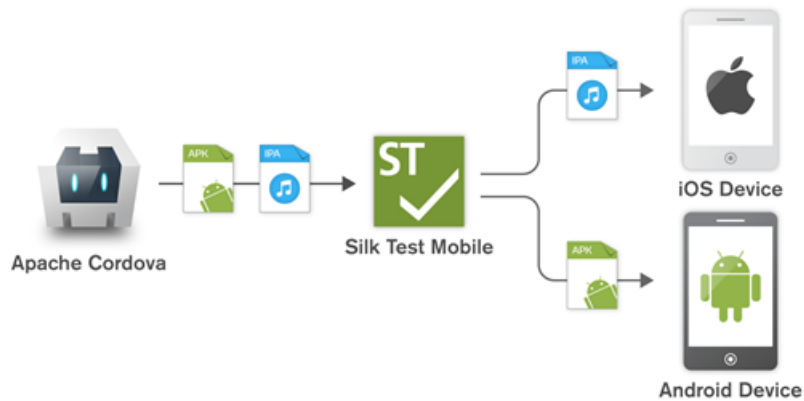 IPA
APK
IPA
ST
iOS Device
Silk Test Mobile
Apache Cordova
APK
Android Device